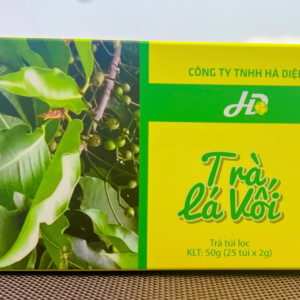 CÔNG TY TNHH HÀ DIỆP
HD
Trà
lá Vối
Trà túi lọc
KLT: 50g (25 túi x 2g)